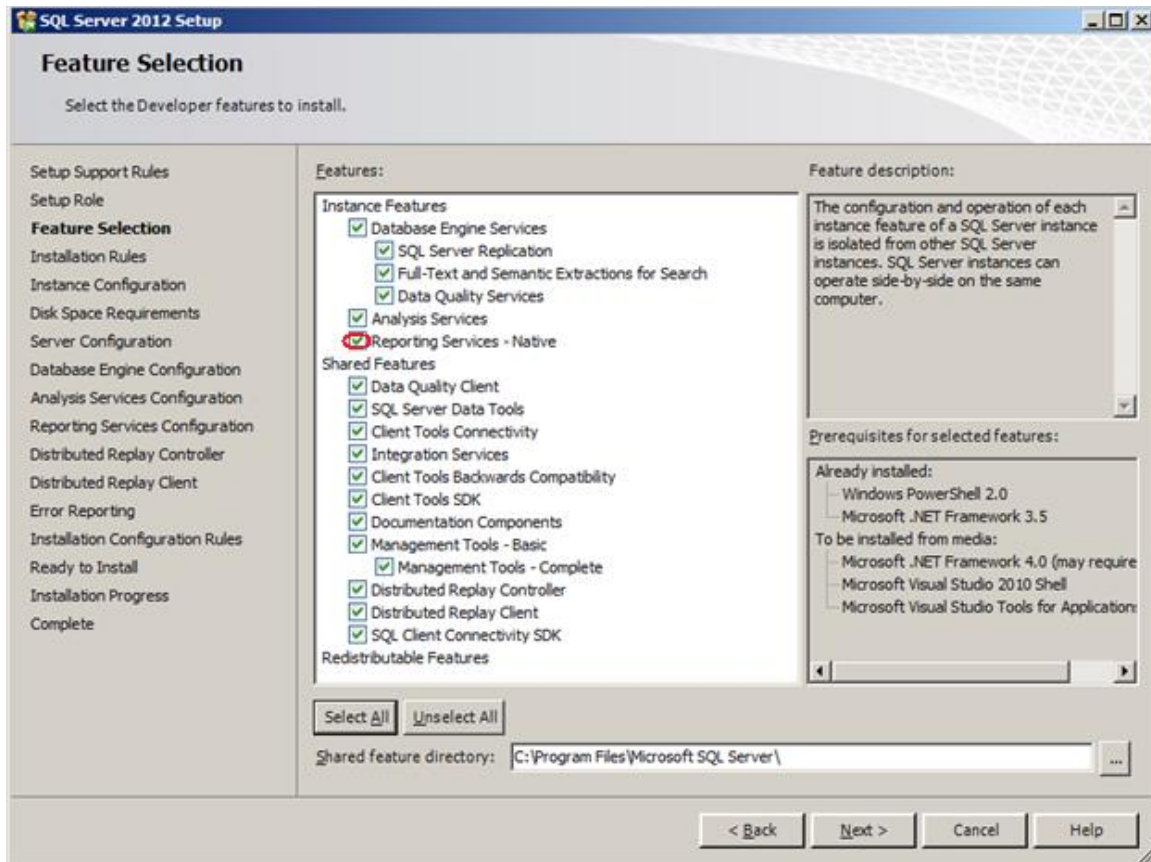 SQL Server 2012 Setup
Feature Selection
Select the Developer features to install.
Setup Support Rules
Setup Role
Feature Selection
Installation Rules
Instance Configuration
Disk Space Requirements
Server Configuration
Database Engine Configuration
Analysis Services Configuration
Reporting Services Configuration
Distributed Replay Controller
Distributed Replay Client
Error Reporting
Installation Configuration Rules
Ready to Install
Installation Progress
Complete
Features:
Instance Features
Database Engine Services
SQL Server Replication
Full-Text and Semantic Extractions for Search
Data Quality Services
Analysis Services
Reporting Services - Native
Shared Features
Data Quality Client
SQL Server Data Tools
Client Tools Connectivity
Integration Services
Client Tools Backwards Compatibility
Client Tools SDK
Documentation Components
Management Tools - Basic
Management Tools - Complete
Distributed Replay Controller
Distributed Replay Client
SQL Client Connectivity SDK
Redistributable Features
Feature description:
The configuration and operation of each
instance feature of a SQL Server instance
is isolated from other SQL Server
instances. SQL Server instances can
operate side-by-side on the same
computer.
Prerequisites for selected features:
Already installed:
Windows PowerShell 2.0
Microsoft .NET Framework 3.5
To be installed from media:
Microsoft .NET Framework 4.0 (may require
Microsoft Visual Studio 2010 Shell
Microsoft Visual Studio Tools for Applications
Select All Unselect All
Shared feature directory: C:\Program Files\Microsoft SQL Server\ ...
< Back Next > Cancel Help